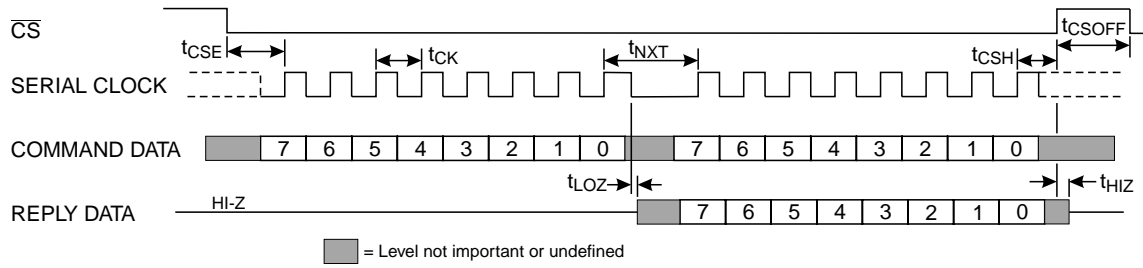 CS
tCSE
tCK
tNXT
tCSH
tCSOFF
SERIAL CLOCK
COMMAND DATA
7 6 5 4 3 2 1 0 7 6 5 4 3 2 1 0
tLOZ
tHIZ
REPLY DATA
HI-Z
7 6 5 4 3 2 1 0
= Level not important or undefined